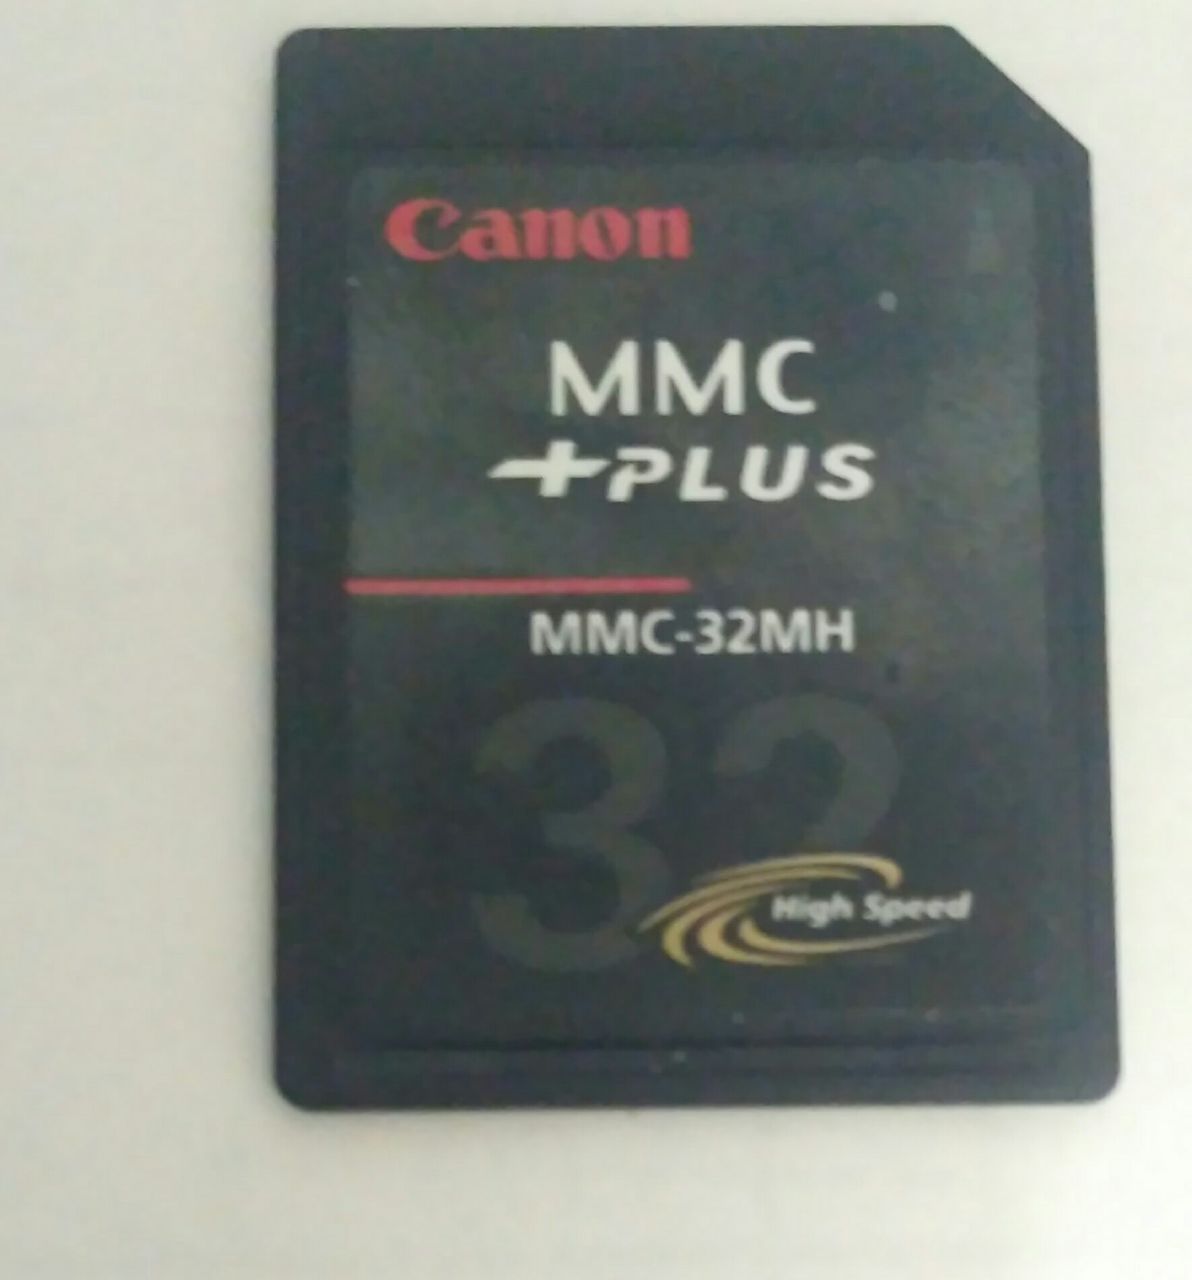 Canon
MMC
+PLUS
MMC-32MH
32
High Speed